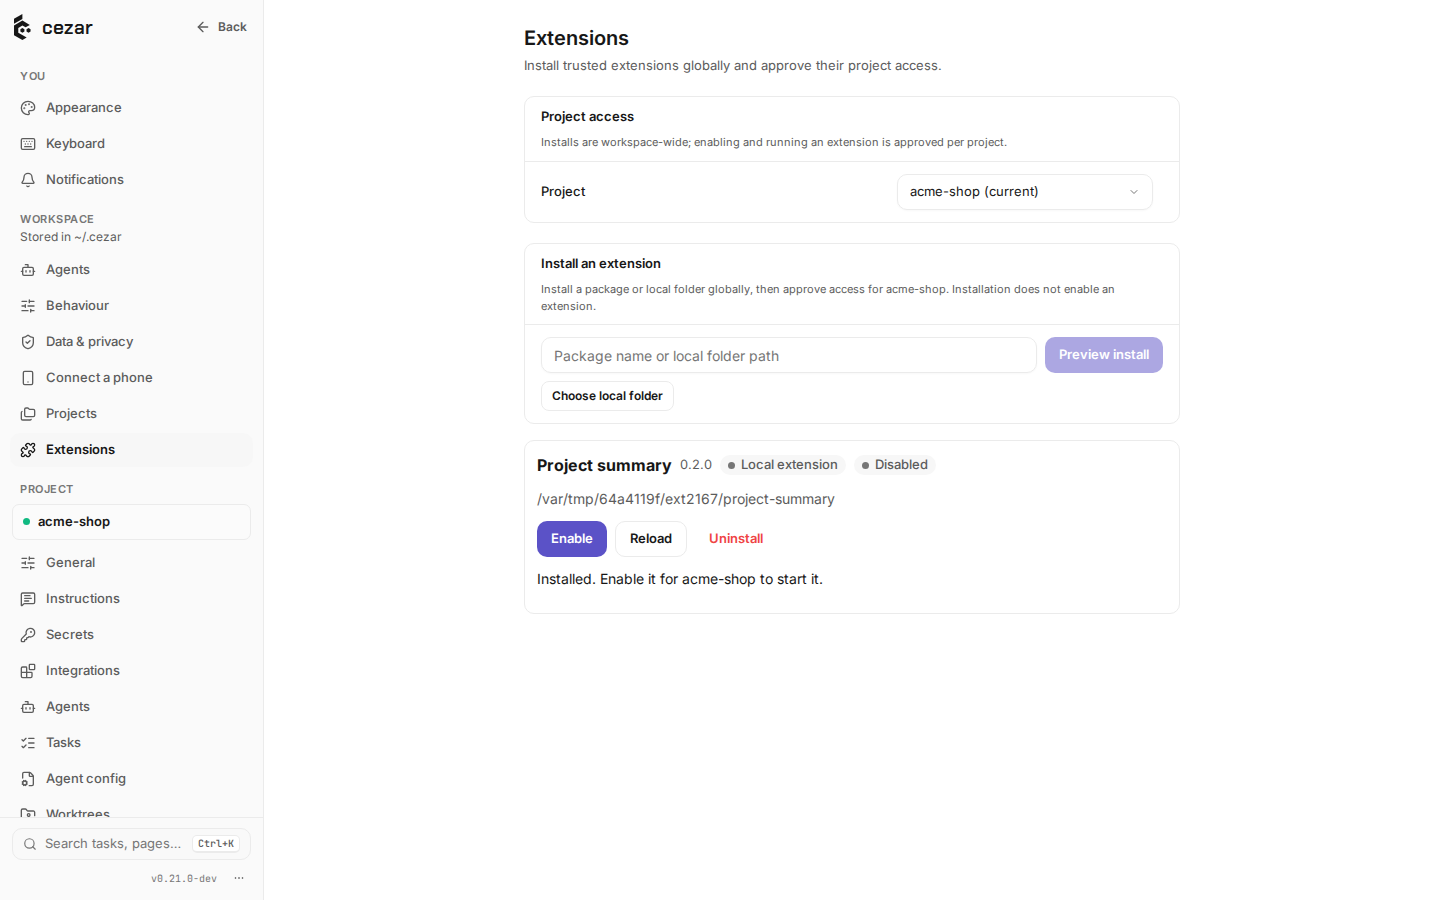 cezar
Back
YOU
Appearance
Keyboard
Notifications
WORKSPACE
Stored in ~/.cezar
Agents
Behaviour
Data & privacy
Connect a phone
Projects
Extensions
PROJECT
acme-shop
General
Instructions
Secrets
Integrations
Agents
Tasks
Agent config
Worktrees
Search tasks, pages... Ctrl+K
v0.21.0-dev ...
Extensions
Install trusted extensions globally and approve their project access.
Project access
Installs are workspace-wide; enabling and running an extension is approved per project.
Project acme-shop (current)
Install an extension
Install a package or local folder globally, then approve access for acme-shop. Installation does not enable an
extension.
Package name or local folder path Preview install
Choose local folder
Project summary 0.2.0 Local extension Disabled
/var/tmp/64a4119f/ext2167/project-summary
Enable Reload Uninstall
Installed. Enable it for acme-shop to start it.